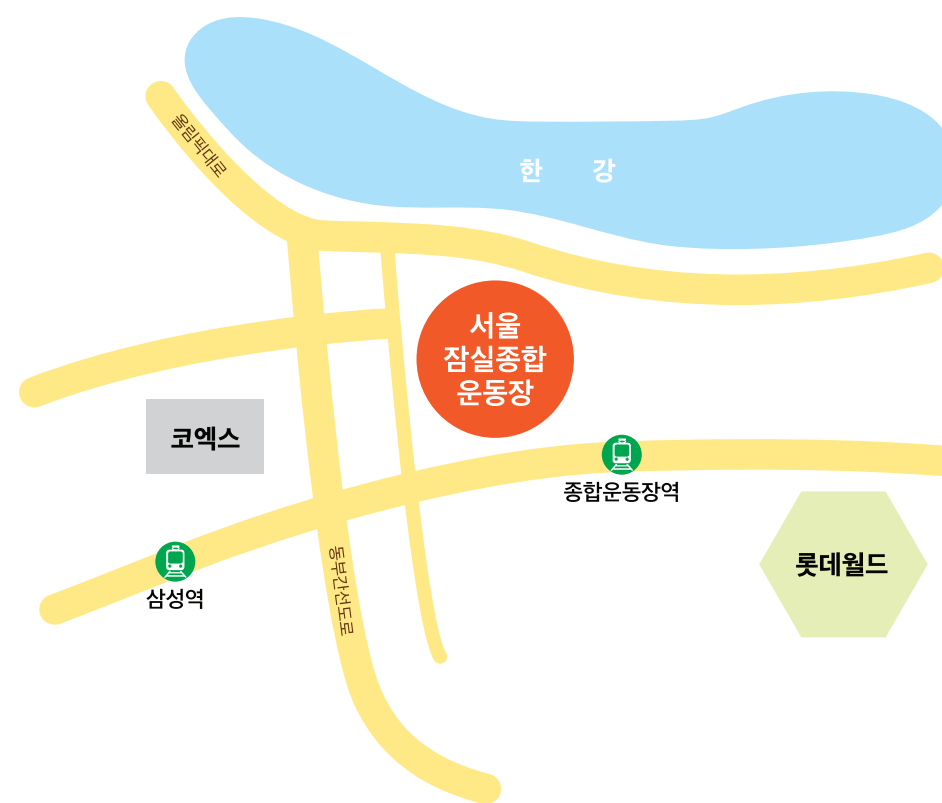 올림픽대로
한 강
서울
잠실종합
운동장
코엑스
종합운동장역
삼성역
동부간선도로
롯데월드